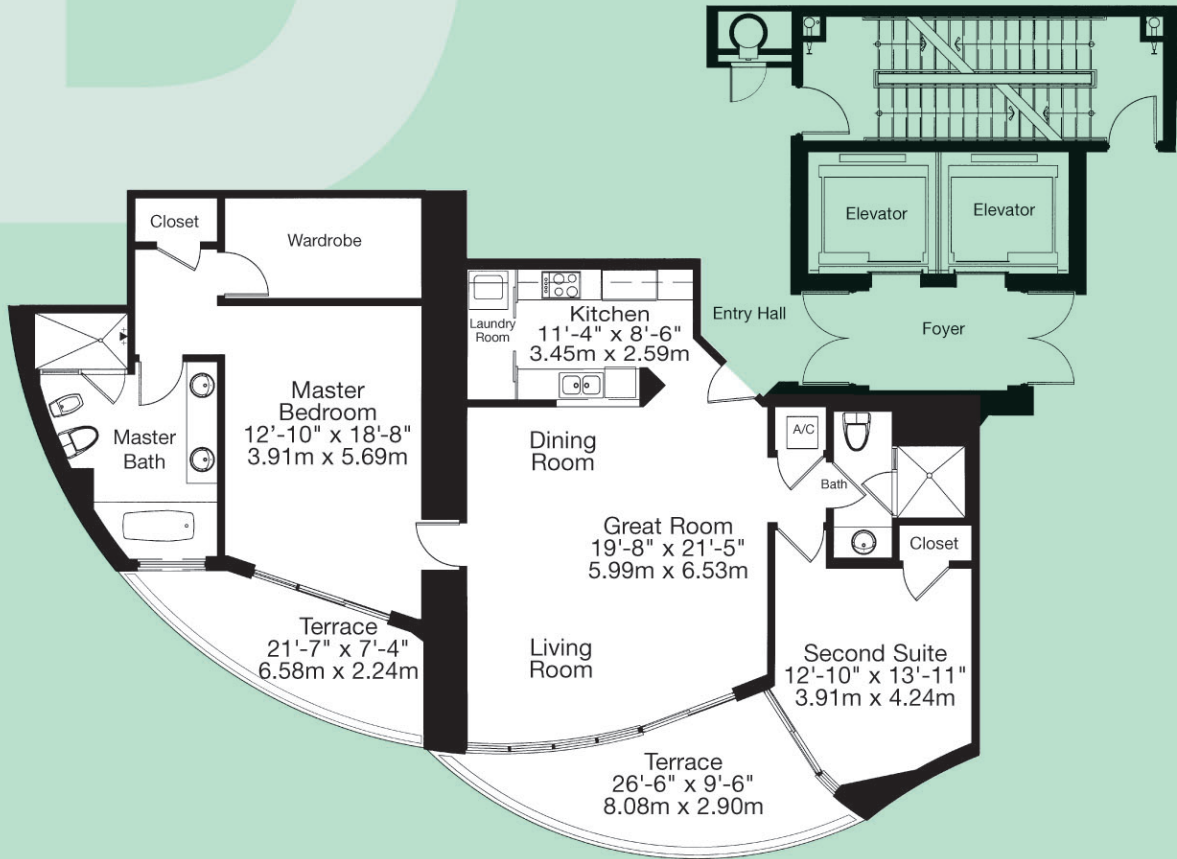 D
Elevator
Elevator
Closet
Wardrobe
Entry Hall
Foyer
Laundry
Room
Kitchen
11'-4" x 8'-6"
3.45m x 2.59m
Master
Bedroom
12'-10" x 18'-8"
3.91m x 5.69m
Master
Bath
Dining
Room
A/C
Bath
Great Room
19'-8" x 21'-5"
5.99m x 6.53m
Closet
Terrace
21'-7" x 7'-4"
6.58m x 2.24m
Living
Room
Second Suite
12'-10" x 13'-11"
3.91m x 4.24m
Terrace
26'-6" x 9'-6"
8.08m x 2.90m